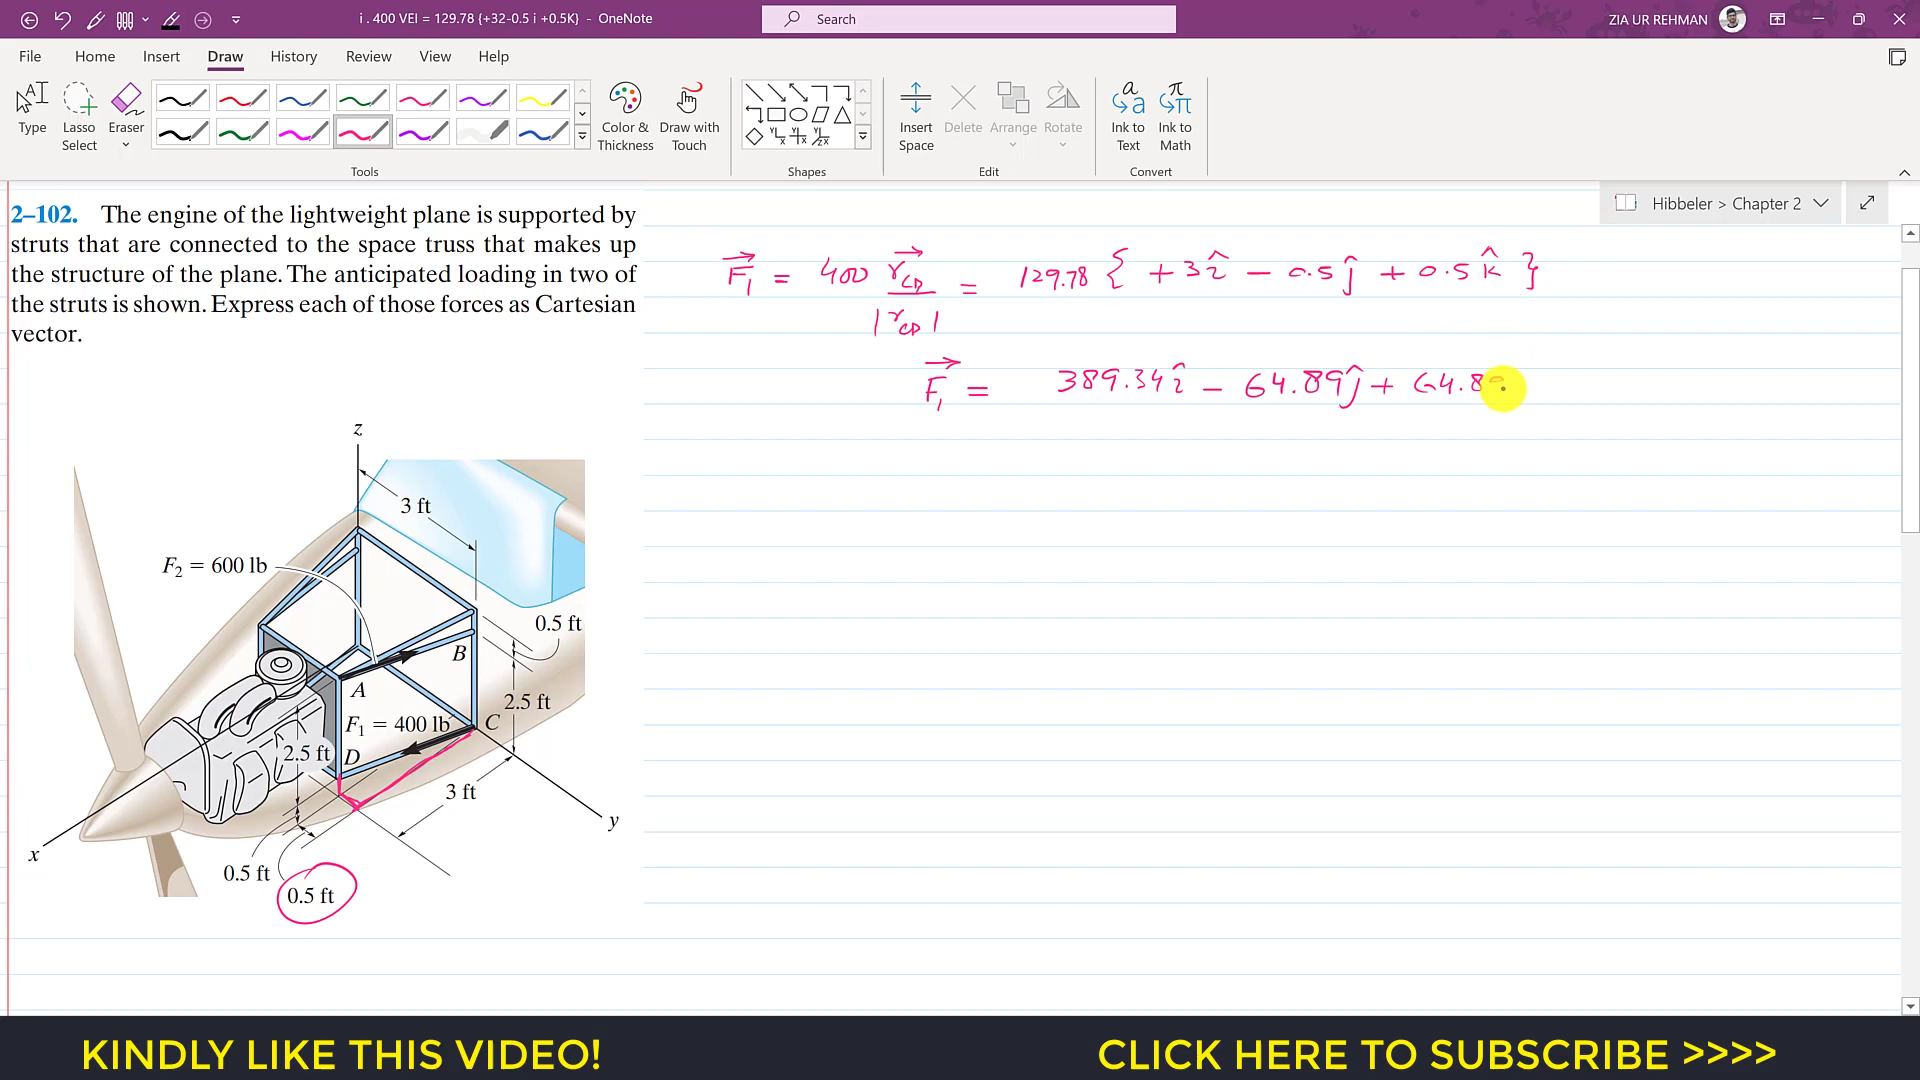 i . 400 VEI = 129.78 {+32-0.5 i +0.5K} - OneNote
Search
ZIA UR REHMAN
File Home Insert Draw History Review View Help
Type
Lasso Select
Eraser
Color & Thickness
Draw with Touch
Insert Space
Delete
Arrange
Rotate
Ink to Text
Ink to Math
Tools
Shapes
Edit
Convert
Hibbeler > Chapter 2
2–102. The engine of the lightweight plane is supported by
struts that are connected to the space truss that makes up
the structure of the plane. The anticipated loading in two of
the struts is shown. Express each of those forces as Cartesian
vector.
F₁ = 400 r_CD / |r_CD| = 129.78 { + 3î − 0.5ĵ + 0.5k̂ }
F₁ = 389.34î − 64.89ĵ + 64.8
z
3 ft
F₂ = 600 lb
0.5 ft
B
A
2.5 ft
F₁ = 400 lb
C
2.5 ft
D
3 ft
y
x
0.5 ft
0.5 ft
KINDLY LIKE THIS VIDEO!
CLICK HERE TO SUBSCRIBE >>>>